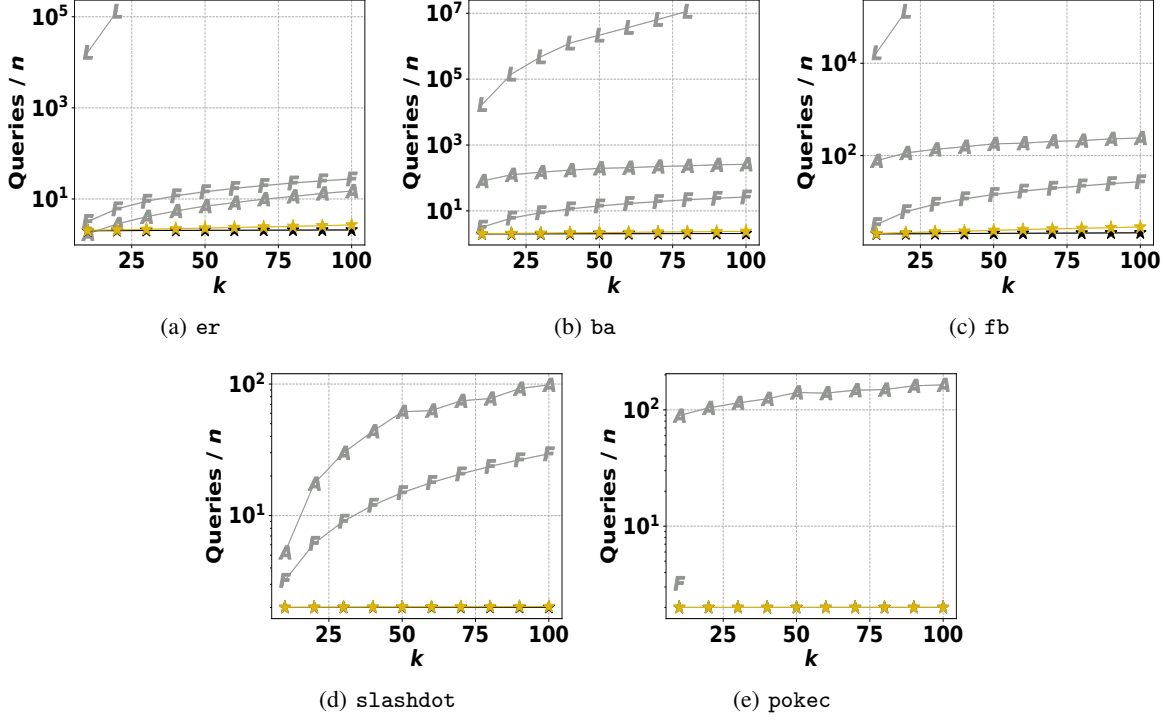 10^5
10^3
10^1
Queries / n
L L
F F F F F F F F F F
A A A A A A A A A A
25 50 75 100
k
(a) er
10^7
10^5
10^3
10^1
Queries / n
L L L L L L L L
A A A A A A A A A A
F F F F F F F F F F
25 50 75 100
k
(b) ba
10^4
10^2
Queries / n
L L
A A A A A A A A A A
F F F F F F F F F F
25 50 75 100
k
(c) fb
10^2
10^1
Queries / n
A A A A A A A A A A
F F F F F F F F F F
25 50 75 100
k
(d) slashdot
10^2
10^1
Queries / n
A A A A A A A A A A
F
25 50 75 100
k
(e) pokec